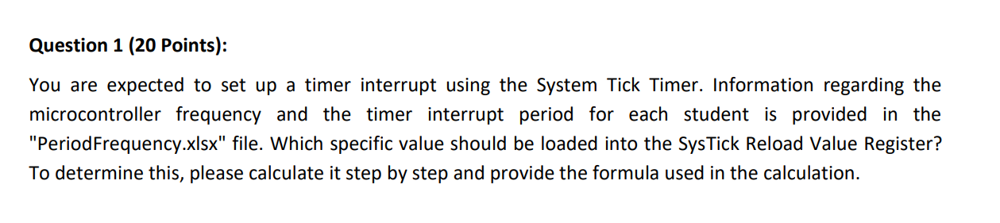 Question 1 (20 Points):
You are expected to set up a timer interrupt using the System Tick Timer. Information regarding the
microcontroller frequency and the timer interrupt period for each student is provided in the
"PeriodFrequency.xlsx" file. Which specific value should be loaded into the SysTick Reload Value Register?
To determine this, please calculate it step by step and provide the formula used in the calculation.